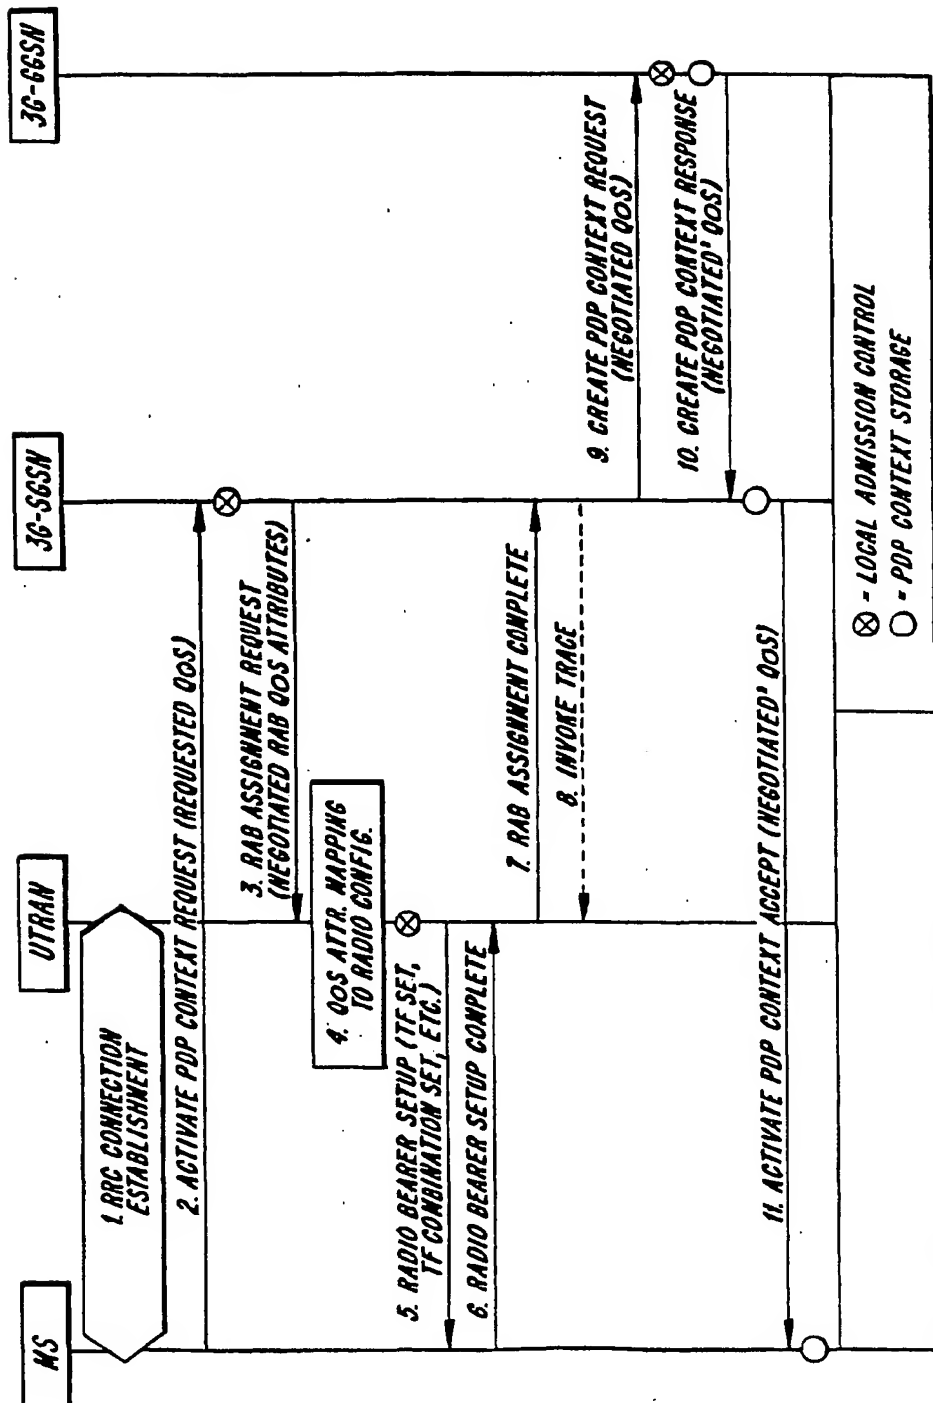 MS
UTRAN
3G-SGSN
3G-GGSN
1. RRC CONNECTION
ESTABLISHMENT
2. ACTIVATE PDP CONTEXT REQUEST (REQUESTED QOS)
3. RAB ASSIGNMENT REQUEST
(NEGOTIATED RAB QOS ATTRIBUTES)
4. QOS ATTR. MAPPING
TO RADIO CONFIG.
5. RADIO BEARER SETUP (TF SET,
TF COMBINATION SET, ETC.)
6. RADIO BEARER SETUP COMPLETE
7. RAB ASSIGNMENT COMPLETE
8. INVOKE TRACE
9. CREATE PDP CONTEXT REQUEST
(NEGOTIATED QOS)
10. CREATE PDP CONTEXT RESPONSE
(NEGOTIATED' QOS)
11. ACTIVATE PDP CONTEXT ACCEPT (NEGOTIATED' QOS)
⊗ = LOCAL ADMISSION CONTROL
○ = PDP CONTEXT STORAGE